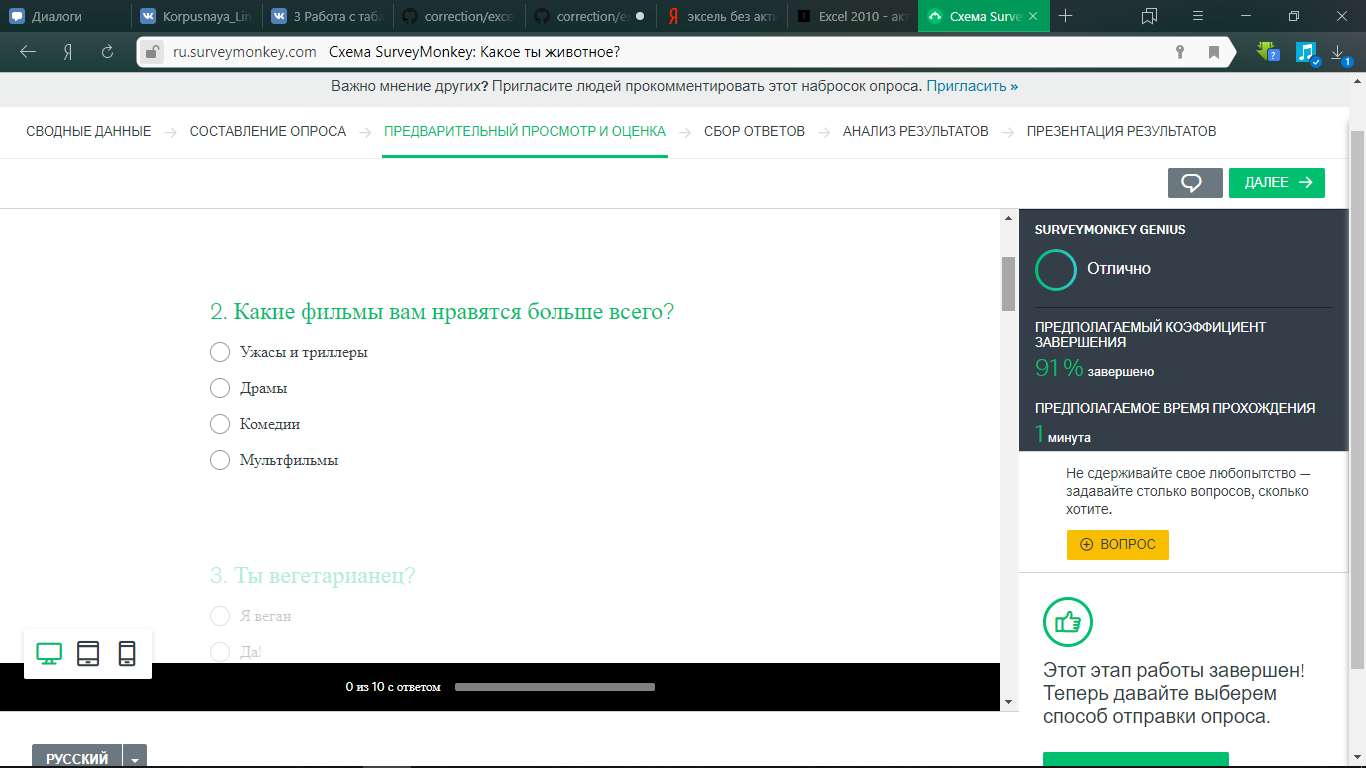 Диалоги
Korpusnaya_Lin
3 Работа с табл
correction/exce
correction/ex
эксель без акти
Excel 2010 - акт
Схема Surve
ru.surveymonkey.com Схема SurveyMonkey: Какое ты животное?
Важно мнение других? Пригласите людей прокомментировать этот набросок опроса. Пригласить »
СВОДНЫЕ ДАННЫЕ
СОСТАВЛЕНИЕ ОПРОСА
ПРЕДВАРИТЕЛЬНЫЙ ПРОСМОТР И ОЦЕНКА
СБОР ОТВЕТОВ
АНАЛИЗ РЕЗУЛЬТАТОВ
ПРЕЗЕНТАЦИЯ РЕЗУЛЬТАТОВ
ДАЛЕЕ
2. Какие фильмы вам нравятся больше всего?
Ужасы и триллеры
Драмы
Комедии
Мультфильмы
3. Ты вегетарианец?
Я веган
Да!
0 из 10 с ответом
РУССКИЙ
SURVEYMONKEY GENIUS
Отлично
ПРЕДПОЛАГАЕМЫЙ КОЭФФИЦИЕНТ
ЗАВЕРШЕНИЯ
91% завершено
ПРЕДПОЛАГАЕМОЕ ВРЕМЯ ПРОХОЖДЕНИЯ
1 минута
Не сдерживайте свое любопытство —
задавайте столько вопросов, сколько
хотите.
ВОПРОС
Этот этап работы завершен!
Теперь давайте выберем
способ отправки опроса.